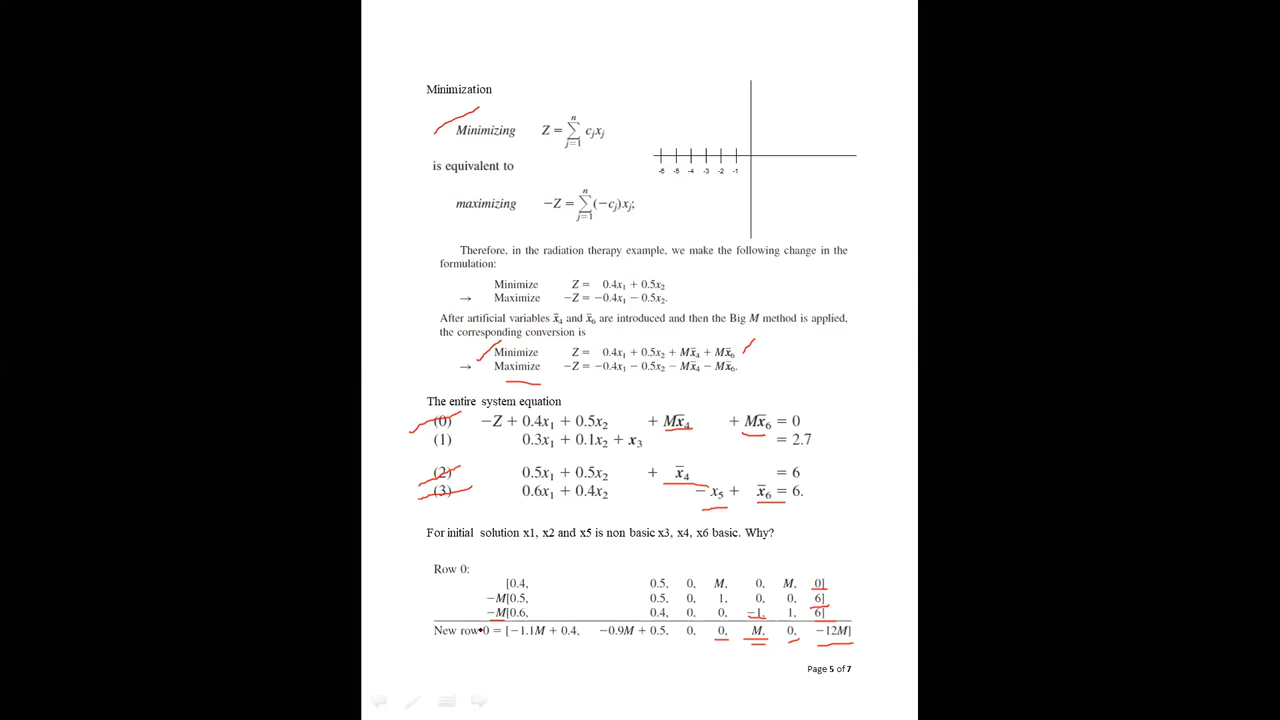 Minimization
Minimizing Z = ∑ⁿⱼ₌₁ cⱼxⱼ
-6 -5 -4 -3 -2 -1
is equivalent to
maximizing −Z = ∑ⁿⱼ₌₁ (−cⱼ)xⱼ;
Therefore, in the radiation therapy example, we make the following change in the
formulation:
Minimize Z = 0.4x₁ + 0.5x₂
→ Maximize −Z = −0.4x₁ − 0.5x₂.
After artificial variables x̄₄ and x̄₆ are introduced and then the Big M method is applied,
the corresponding conversion is
Minimize Z = 0.4x₁ + 0.5x₂ + Mx̄₄ + Mx̄₆
→ Maximize −Z = −0.4x₁ − 0.5x₂ − Mx̄₄ − Mx̄₆.
The entire system equation
(0) −Z + 0.4x₁ + 0.5x₂ + Mx̄₄ + Mx̄₆ = 0
(1) 0.3x₁ + 0.1x₂ + x₃ = 2.7
(2) 0.5x₁ + 0.5x₂ + x̄₄ = 6
(3) 0.6x₁ + 0.4x₂ − x₅ + x̄₆ = 6.
For initial solution x1, x2 and x5 is non basic x3, x4, x6 basic. Why?
Row 0:
[0.4, 0.5, 0, M, 0, M, 0]
−M[0.5, 0.5, 0, 1, 0, 0, 6]
−M[0.6, 0.4, 0, 0, −1, 1, 6]
New row 0 = [−1.1M + 0.4, −0.9M + 0.5, 0, 0, M, 0, −12M]
Page 5 of 7